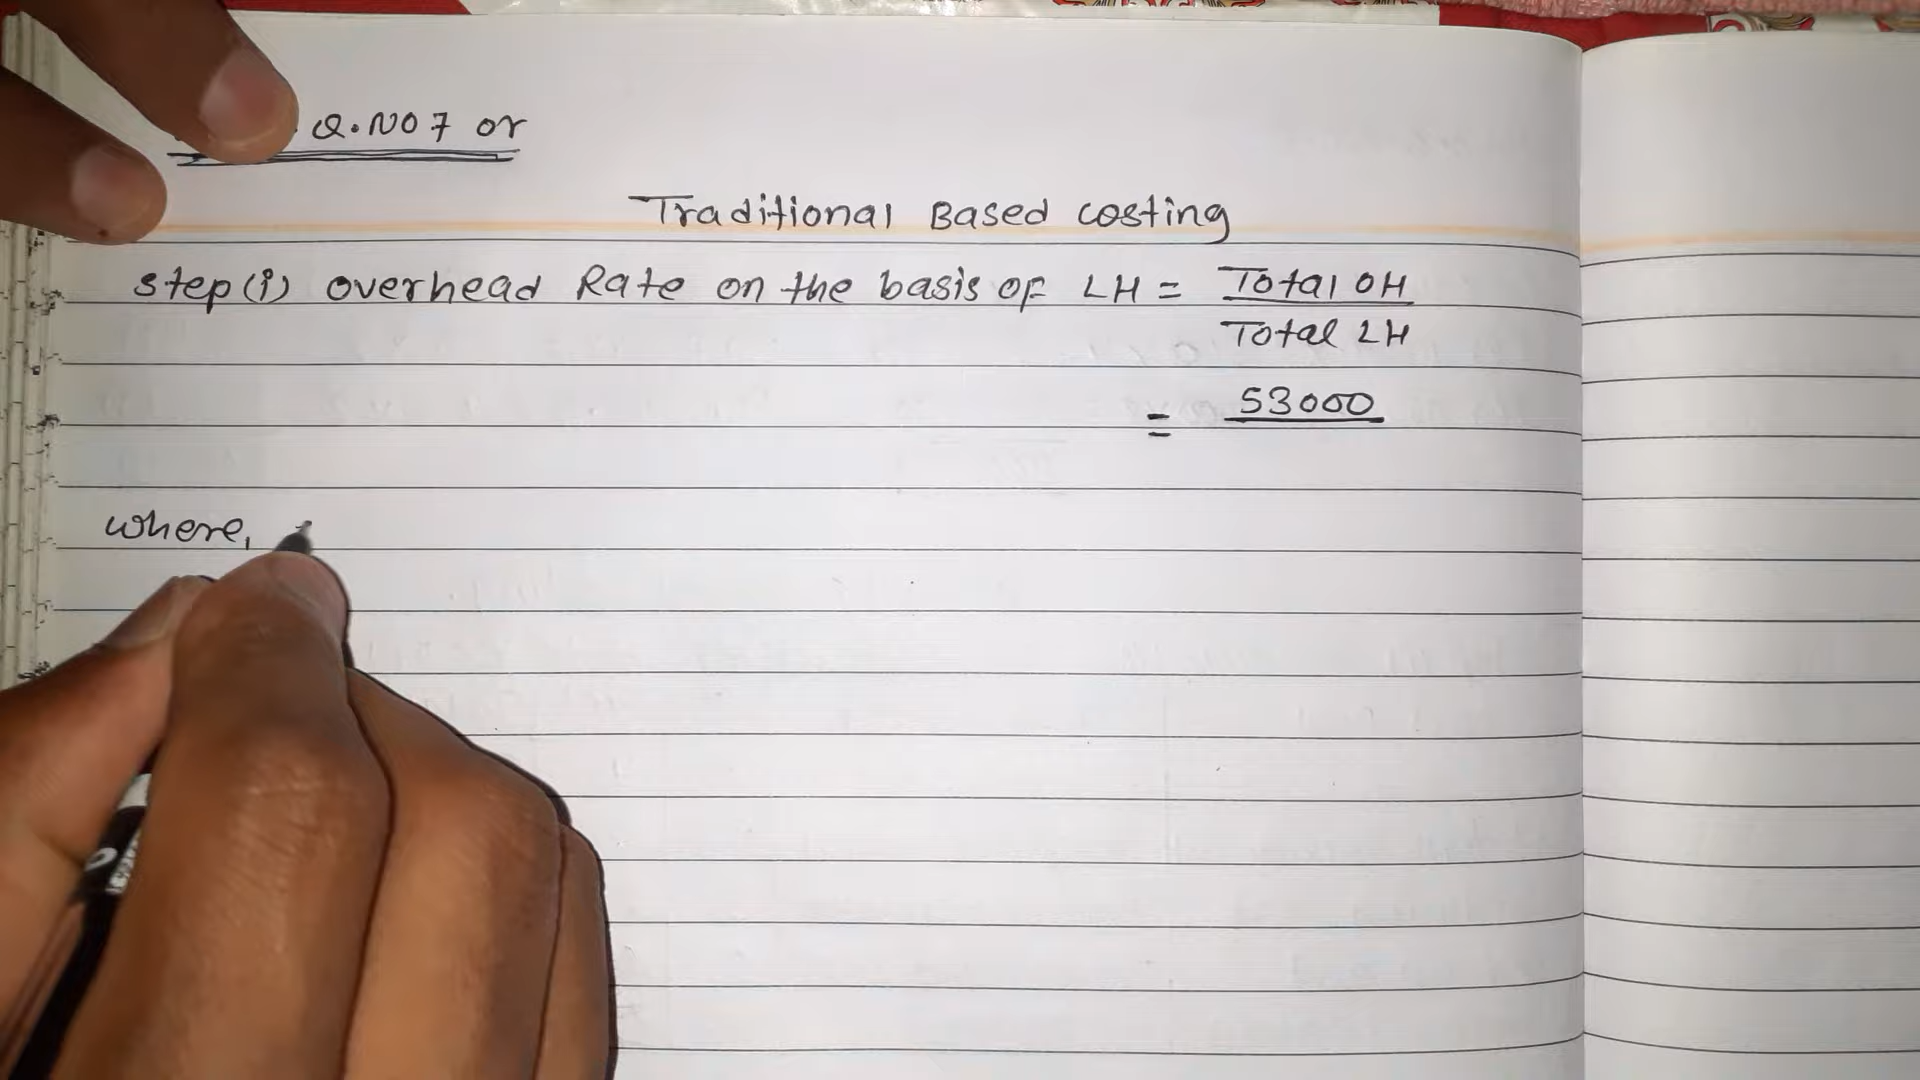 Q.NO 7 or
Traditional Based costing
step(i) overhead Rate on the basis of LH = Total OH
Total LH
= 53000
where,